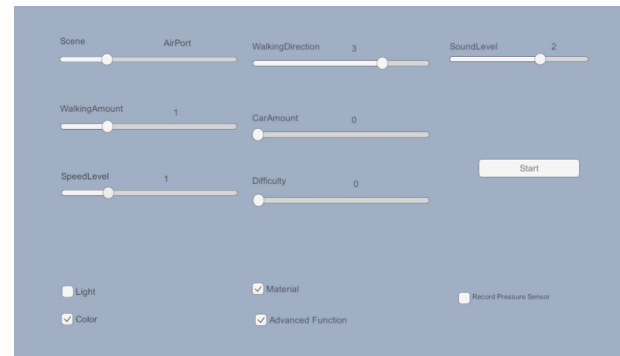 Scene AirPort
WalkingDirection 3
SoundLevel 2
WalkingAmount 1
CarAmount 0
SpeedLevel 1
Difficulty 0
Start
Light
Material
Record Pressure Sensor
Color
Advanced Function